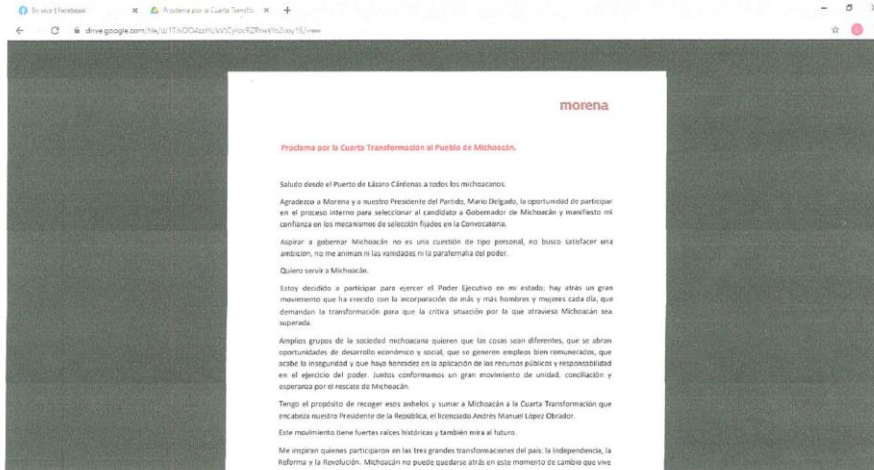 En vivo | Facebook
Proclama por la Cuarta Transfo
drive.google.com/file/d/
/view
morena
Proclama por la Cuarta Transformación al Pueblo de Michoacán.
Saludo desde el Puerto de Lázaro Cárdenas a todos los michoacanos.
Agradezco a Morena y a nuestro Presidente del Partido, Mario Delgado, la oportunidad de participar
en el proceso interno para seleccionar al candidato a Gobernador de Michoacán y manifiesto mi
confianza en los mecanismos de selección fijados en la Convocatoria.
Aspirar a gobernar Michoacán no es una cuestión de tipo personal, no busco satisfacer una
ambición, no me animan ni las vanidades ni la parafernalia del poder.
Quiero servir a Michoacán.
Estoy decidido a participar para ejercer el Poder Ejecutivo en mi estado; hay atrás un gran
movimiento que ha crecido con la incorporación de más y más hombres y mujeres cada día, que
demandan la transformación para que la crítica situación por la que atraviesa Michoacán sea
superada.
Amplios grupos de la sociedad michoacana quieren que las cosas sean diferentes, que se abran
oportunidades de desarrollo económico y social, que se generen empleos bien remunerados, que
acabe la inseguridad y que haya honradez en la aplicación de los recursos públicos y responsabilidad
en el ejercicio del poder. Juntos conformamos un gran movimiento de unidad, conciliación y
esperanza por el rescate de Michoacán.
Tengo el propósito de recoger esos anhelos y sumar a Michoacán a la Cuarta Transformación que
encabeza nuestro Presidente de la República, el licenciado Andrés Manuel López Obrador.
Este movimiento tiene fuertes raíces históricas y también mira al futuro.
Me inspiran quienes participaron en las tres grandes transformaciones del país: la Independencia, la
Reforma y la Revolución. Michoacán no puede quedarse atrás en este momento de cambio que vive